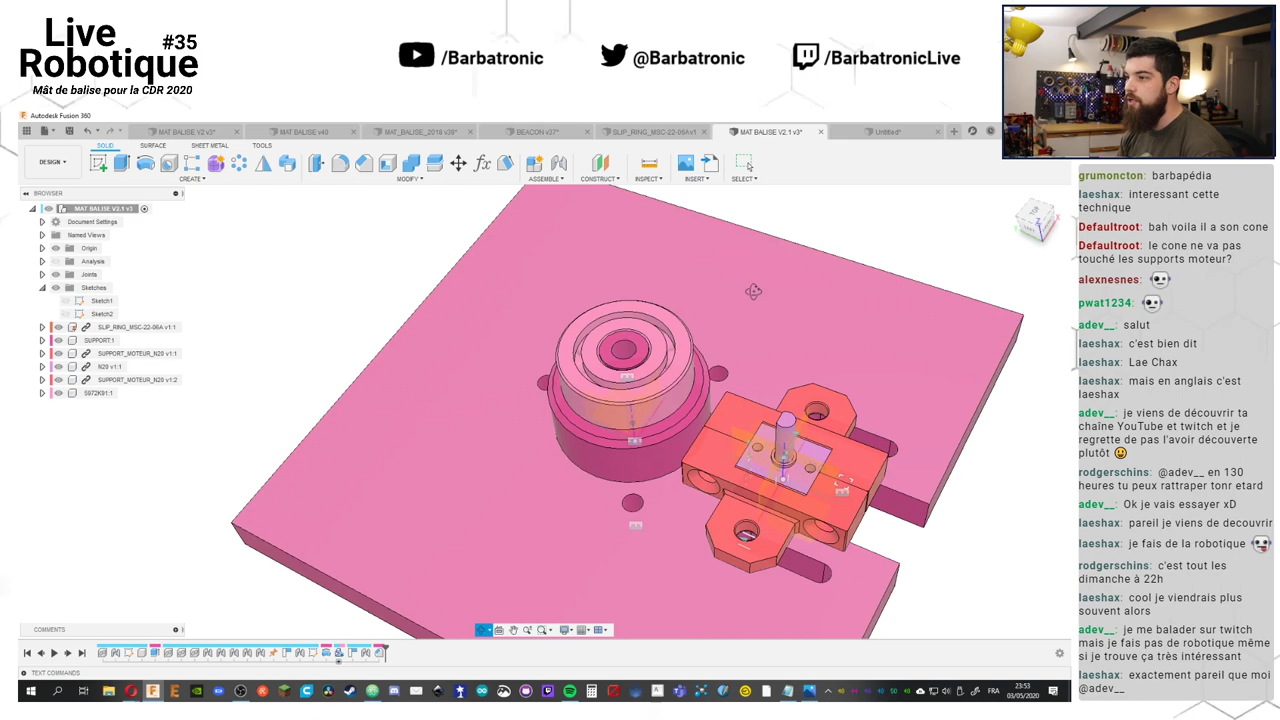 Live
Robotique
#35
Mât de balise pour la CDR 2020
/Barbatronic
@Barbatronic
/BarbatronicLive
Autodesk Fusion 360
MAT BALISE V2 v3*
MAT BALISE v40
MAT_BALISE_2018 v39*
BEACON v37*
SLIP_RING_MSC-22-06A v1
MAT BALISE V2.1 v3*
Untitled*
DESIGN
SOLID
SURFACE
SHEET METAL
TOOLS
CREATE
MODIFY
ASSEMBLE
CONSTRUCT
INSPECT
INSERT
SELECT
BROWSER
MAT BALISE V2.1 v3
Document Settings
Named Views
Origin
Analysis
Joints
Sketches
Sketch1
Sketch2
SLIP_RING_MSC-22-06A v1:1
SUPPORT:1
SUPPORT_MOTEUR_N20 v1:1
N20 v1:1
SUPPORT_MOTEUR_N20 v1:2
5972K91:1
TOP
grumoncton: barbapédia
laeshax: interessant cette
technique
Defaultroot: bah voila il a son cone
Defaultroot: le cone ne va pas
touché les supports moteur?
alexnesnes:
pwat1234:
adev__: salut
laeshax: c'est bien dit
laeshax: Lae Chax
laeshax: mais en anglais c'est
laeshax
adev__: je viens de découvrir ta
chaîne YouTube et twitch et je
regrette de pas l'avoir découverte
plutôt
rodgerschins: @adev__ en 130
heures tu peux rattraper tonr etard
adev__: Ok je vais essayer xD
laeshax: pareil je viens de decouvrir
laeshax: je fais de la robotique
rodgerschins: c'est tout les
dimanche à 22h
laeshax: cool je viendrais plus
souvent alors
adev__: je me balader sur twitch
mais je fais pas de robotique même
si je trouve ça très intéressant
laeshax: exactement pareil que moi
@adev__
COMMENTS
TEXT COMMANDS
FRA
23:53
03/05/2020